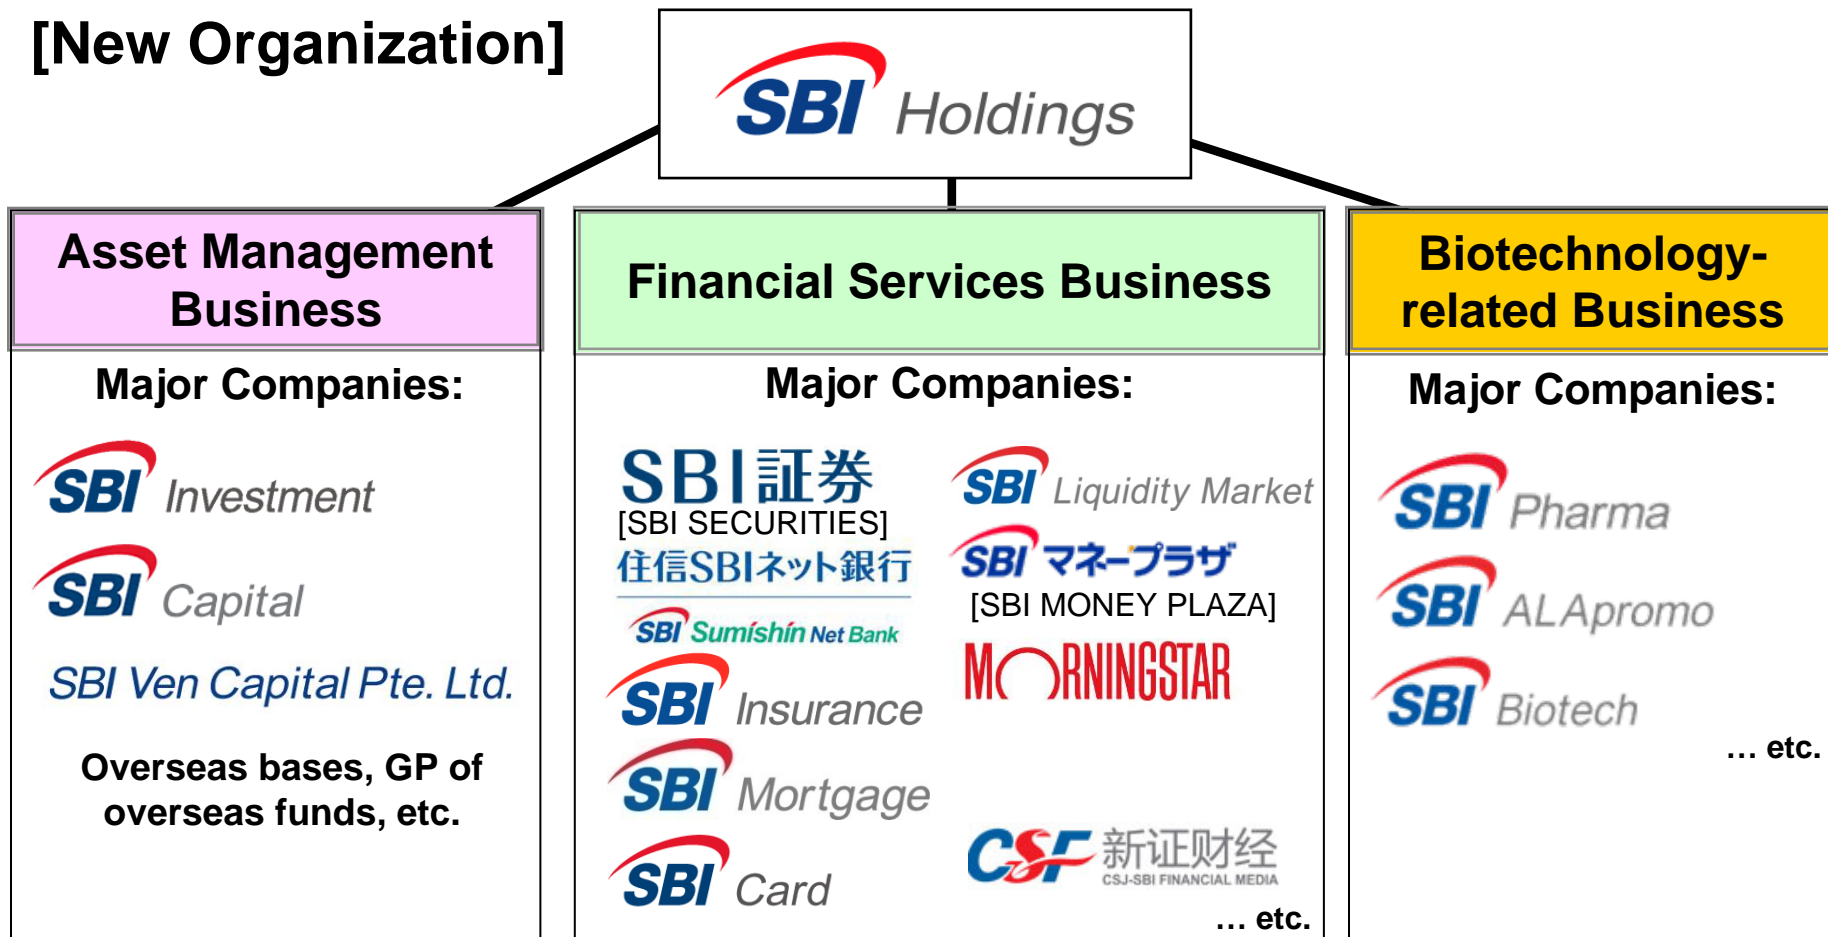 [New Organization]
SBI Holdings
Asset Management
Business
Major Companies:
SBI Investment
SBI Capital
SBI Ven Capital Pte. Ltd.
Overseas bases, GP of
overseas funds, etc.
Financial Services Business
Major Companies:
SBI証券
[SBI SECURITIES]
住信SBIネット銀行
SBI Sumishin Net Bank
SBI Insurance
SBI Mortgage
SBI Card
SBI Liquidity Market
SBI マネープラザ
[SBI MONEY PLAZA]
MORNINGSTAR
CSF 新证财经
CSJ-SBI FINANCIAL MEDIA
... etc.
Biotechnology-
related Business
Major Companies:
SBI Pharma
SBI ALApromo
SBI Biotech
... etc.